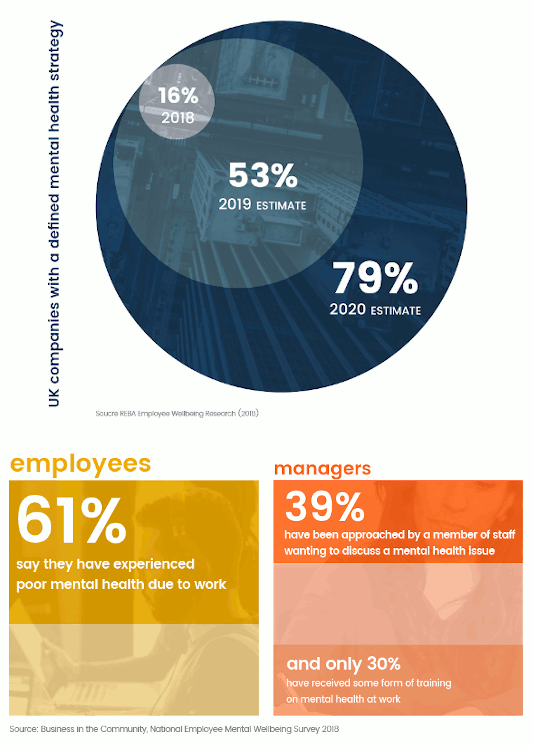 UK companies with a defined mental health strategy
16%
2018
53%
2019 ESTIMATE
79%
2020 ESTIMATE
Soucre REBA Employee Wellbeing Research (2018)
employees
61%
say they have experienced
poor mental health due to work
managers
39%
have been approached by a member of staff
wanting to discuss a mental health issue
and only 30%
have received some form of training
on mental health at work
Source: Business in the Community, National Employee Mental Wellbeing Survey 2018